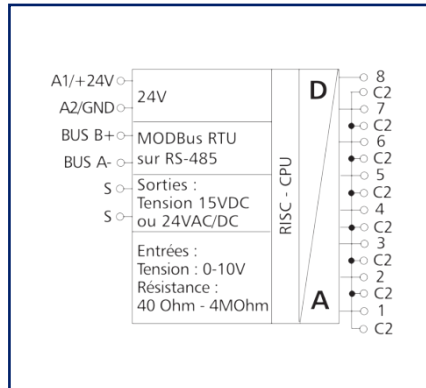 A1/+24V
A2/GND
BUS B+
BUS A-
S
S
24V
MODBus RTU
sur RS-485
Sorties :
Tension 15VDC
ou 24VAC/DC
Entrées :
Tension : 0-10V
Résistance :
40 Ohm - 4MOhm
RISC - CPU
D
A
8
C2
7
C2
6
C2
5
C2
4
C2
3
C2
2
C2
1
C2